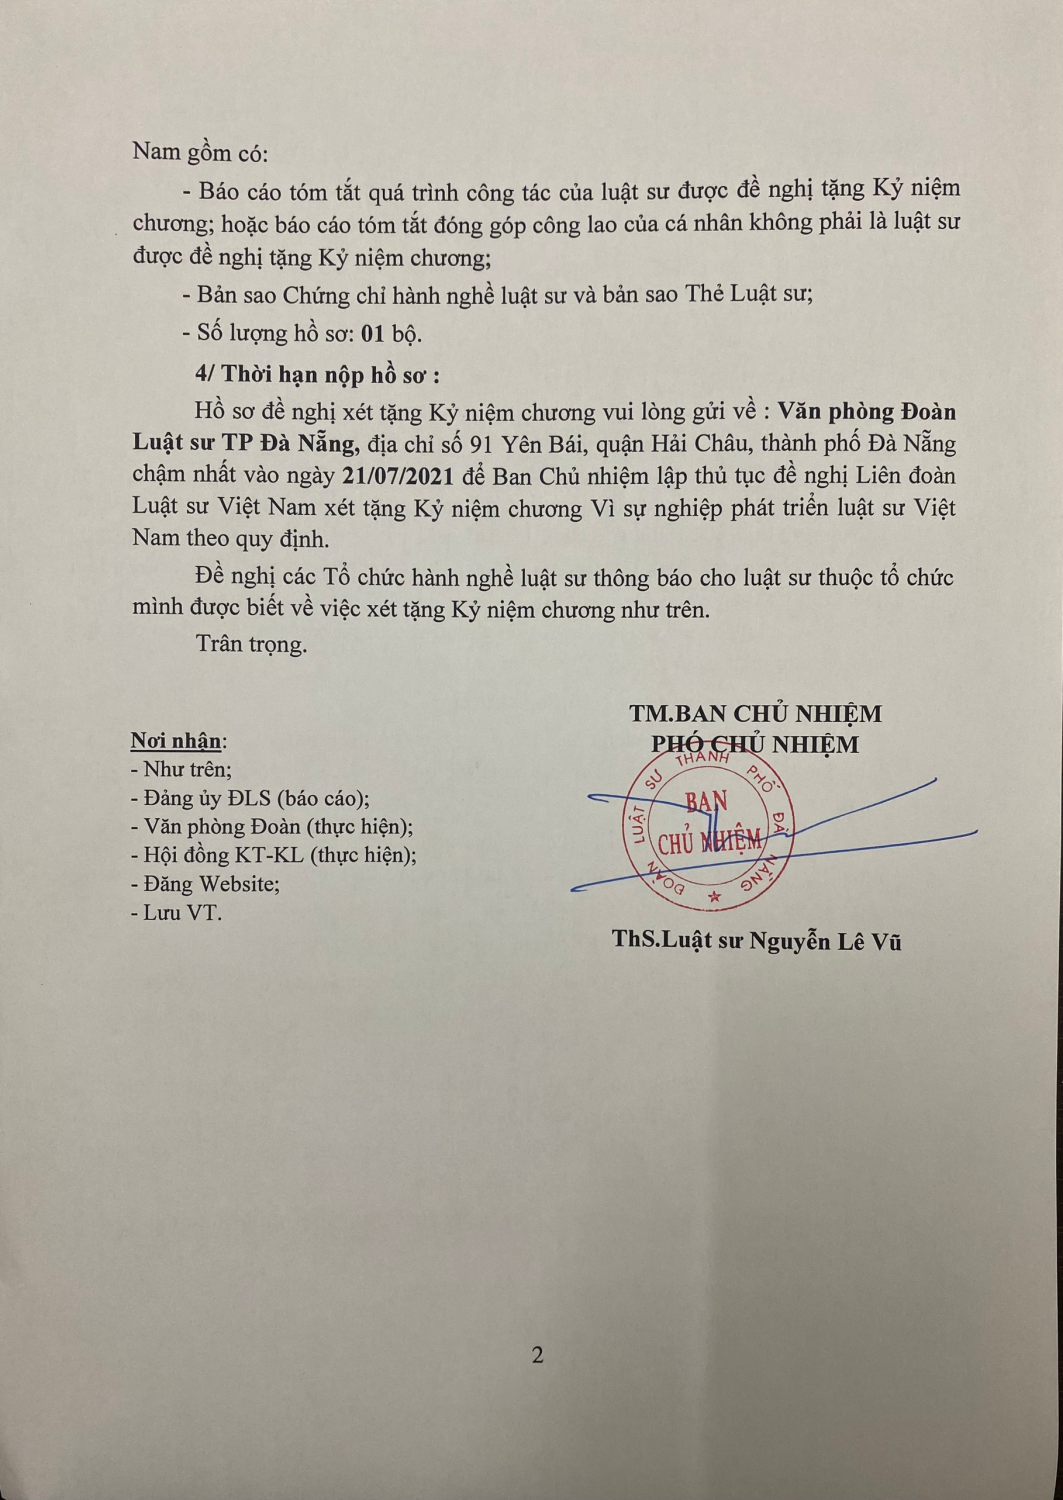 Nam gồm có:
- Báo cáo tóm tắt quá trình công tác của luật sư được đề nghị tặng Kỷ niệm
chương; hoặc báo cáo tóm tắt đóng góp công lao của cá nhân không phải là luật sư
được đề nghị tặng Kỷ niệm chương;
- Bản sao Chứng chỉ hành nghề luật sư và bản sao Thẻ Luật sư;
- Số lượng hồ sơ: 01 bộ.
4/ Thời hạn nộp hồ sơ :
Hồ sơ đề nghị xét tặng Kỷ niệm chương vui lòng gửi về : Văn phòng Đoàn
Luật sư TP Đà Nẵng, địa chỉ số 91 Yên Bái, quận Hải Châu, thành phố Đà Nẵng
chậm nhất vào ngày 21/07/2021 để Ban Chủ nhiệm lập thủ tục đề nghị Liên đoàn
Luật sư Việt Nam xét tặng Kỷ niệm chương Vì sự nghiệp phát triển luật sư Việt
Nam theo quy định.
Đề nghị các Tổ chức hành nghề luật sư thông báo cho luật sư thuộc tổ chức
mình được biết về việc xét tặng Kỷ niệm chương như trên.
Trân trọng.
TM.BAN CHỦ NHIỆM
PHÓ CHỦ NHIỆM
Nơi nhận:
- Như trên;
- Đảng ủy ĐLS (báo cáo);
- Văn phòng Đoàn (thực hiện);
- Hội đồng KT-KL (thực hiện);
- Đăng Website;
- Lưu VT.
ĐOÀN LUẬT SƯ THÀNH PHỐ ĐÀ NẴNG
BAN
CHỦ NHIỆM
ThS.Luật sư Nguyễn Lê Vũ
2